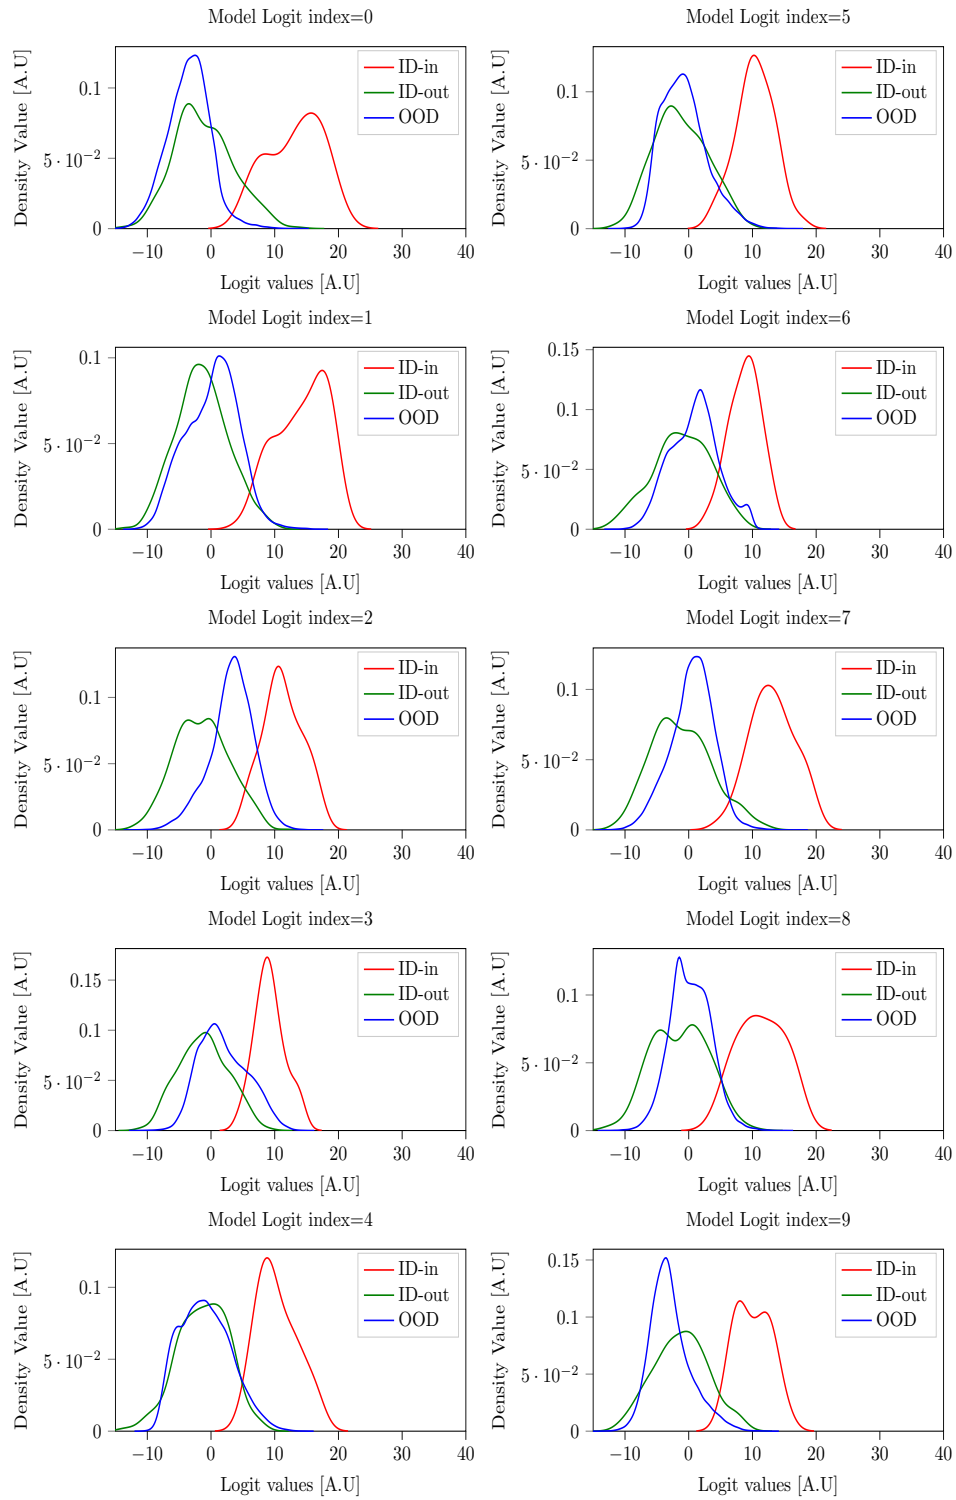 Model Logit index=0
Density Value [A.U]
0.1
5 · 10⁻²
0
ID-in
ID-out
OOD
−10 0 10 20 30 40
Logit values [A.U]
Model Logit index=5
Density Value [A.U]
0.1
5 · 10⁻²
0
ID-in
ID-out
OOD
−10 0 10 20 30 40
Logit values [A.U]
Model Logit index=1
Density Value [A.U]
0.1
5 · 10⁻²
0
ID-in
ID-out
OOD
−10 0 10 20 30 40
Logit values [A.U]
Model Logit index=6
Density Value [A.U]
0.15
0.1
5 · 10⁻²
0
ID-in
ID-out
OOD
−10 0 10 20 30 40
Logit values [A.U]
Model Logit index=2
Density Value [A.U]
0.1
5 · 10⁻²
0
ID-in
ID-out
OOD
−10 0 10 20 30 40
Logit values [A.U]
Model Logit index=7
Density Value [A.U]
0.1
5 · 10⁻²
0
ID-in
ID-out
OOD
−10 0 10 20 30 40
Logit values [A.U]
Model Logit index=3
Density Value [A.U]
0.15
0.1
5 · 10⁻²
0
ID-in
ID-out
OOD
−10 0 10 20 30 40
Logit values [A.U]
Model Logit index=8
Density Value [A.U]
0.1
5 · 10⁻²
0
ID-in
ID-out
OOD
−10 0 10 20 30 40
Logit values [A.U]
Model Logit index=4
Density Value [A.U]
0.1
5 · 10⁻²
0
ID-in
ID-out
OOD
−10 0 10 20 30 40
Logit values [A.U]
Model Logit index=9
Density Value [A.U]
0.15
0.1
5 · 10⁻²
0
ID-in
ID-out
OOD
−10 0 10 20 30 40
Logit values [A.U]